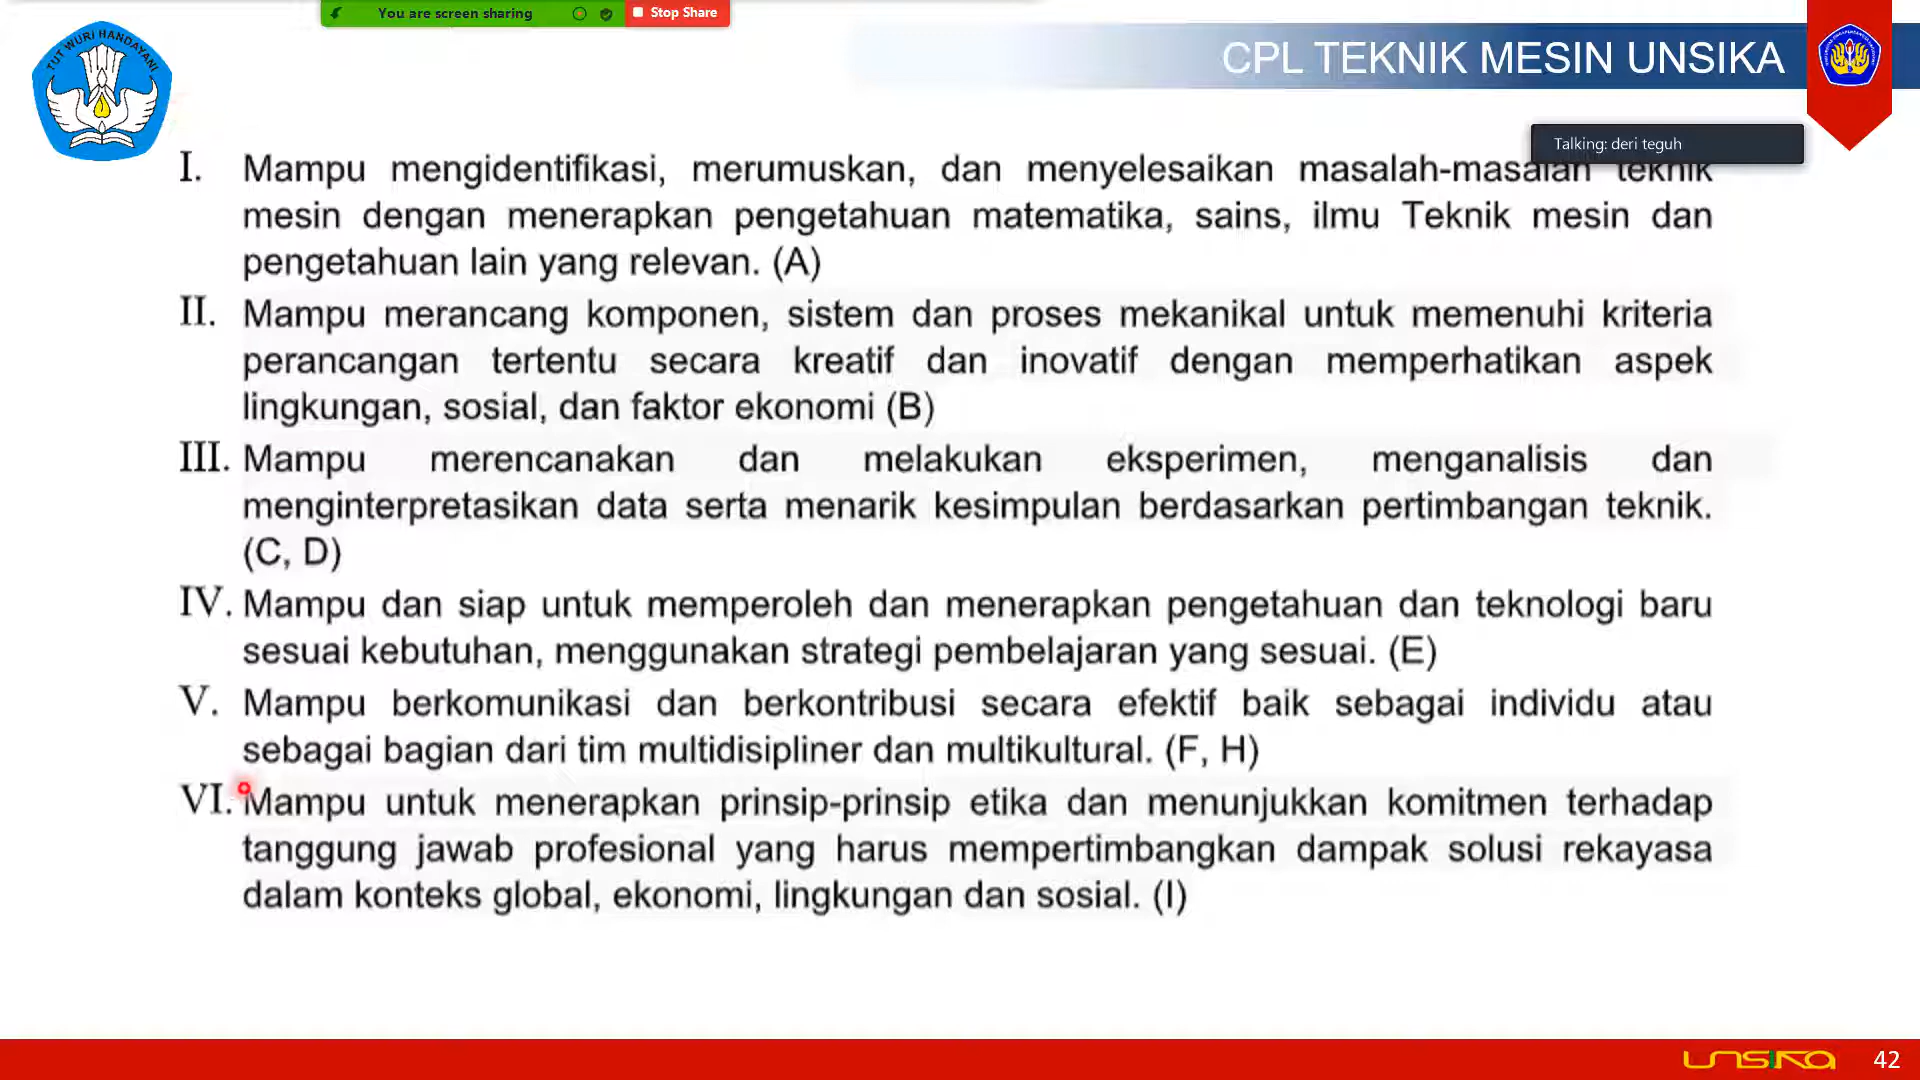 You are screen sharing
Stop Share
TUT WURI HANDAYANI
CPL TEKNIK MESIN UNSIKA
Talking: deri teguh
I. Mampu mengidentifikasi, merumuskan, dan menyelesaikan masalah-masalah teknik
mesin dengan menerapkan pengetahuan matematika, sains, ilmu Teknik mesin dan
pengetahuan lain yang relevan. (A)
II. Mampu merancang komponen, sistem dan proses mekanikal untuk memenuhi kriteria
perancangan tertentu secara kreatif dan inovatif dengan memperhatikan aspek
lingkungan, sosial, dan faktor ekonomi (B)
III. Mampu merencanakan dan melakukan eksperimen, menganalisis dan
menginterpretasikan data serta menarik kesimpulan berdasarkan pertimbangan teknik.
(C, D)
IV. Mampu dan siap untuk memperoleh dan menerapkan pengetahuan dan teknologi baru
sesuai kebutuhan, menggunakan strategi pembelajaran yang sesuai. (E)
V. Mampu berkomunikasi dan berkontribusi secara efektif baik sebagai individu atau
sebagai bagian dari tim multidisipliner dan multikultural. (F, H)
VI. Mampu untuk menerapkan prinsip-prinsip etika dan menunjukkan komitmen terhadap
tanggung jawab profesional yang harus mempertimbangkan dampak solusi rekayasa
dalam konteks global, ekonomi, lingkungan dan sosial. (I)
unsika
42